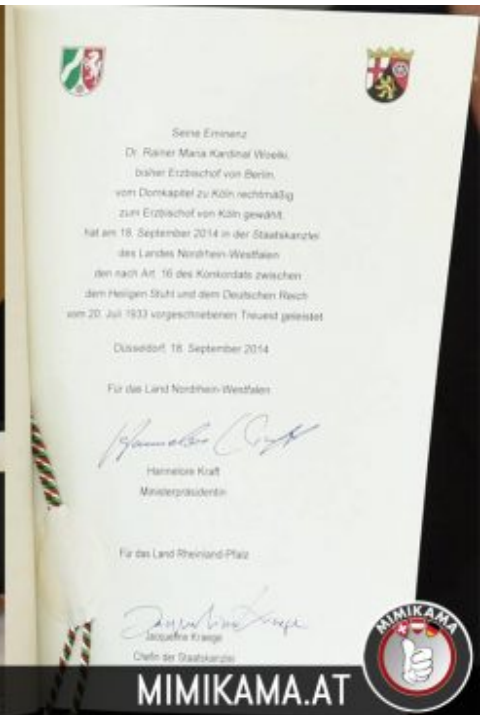 Seine Eminenz
Dr. Rainer Maria Kardinal Woelki,
bisher Erzbischof von Berlin,
vom Domkapitel zu Köln rechtmäßig
zum Erzbischof von Köln gewählt
hat am 18. September 2014 in der Staatskanzlei
des Landes Nordrhein-Westfalen
den nach Art. 16 des Konkordats zwischen
dem Heiligen Stuhl und dem Deutschen Reich
vom 20. Juli 1933 vorgeschriebenen Treueid geleistet
Düsseldorf, 18. September 2014
Für das Land Nordrhein-Westfalen
Hannelore Kraft
Hannelore Kraft
Ministerpräsidentin
Für das Land Rheinland-Pfalz
Jacqueline Kraege
Jacqueline Kraege
Chefin der Staatskanzlei
MIMIKAMA
MIMIKAMA.AT